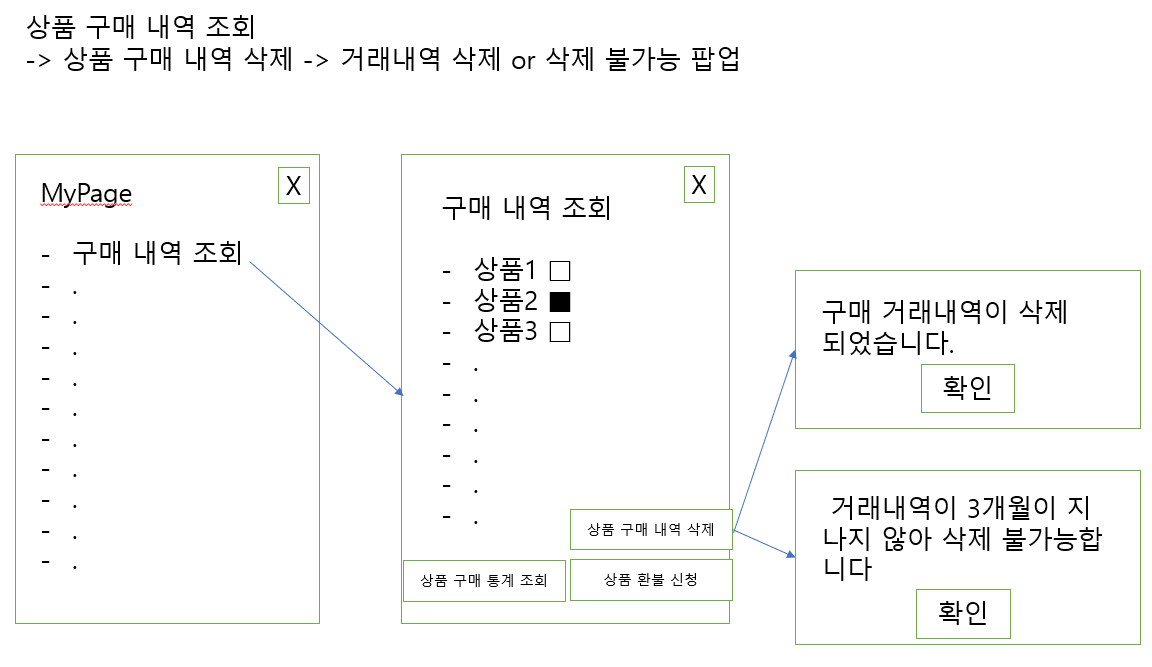 상품 구매 내역 조회
-> 상품 구매 내역 삭제 -> 거래내역 삭제 or 삭제 불가능 팝업
X
MyPage
- 구매 내역 조회
- .
- .
- .
- .
- .
- .
- .
- .
- .
- .
X
구매 내역 조회
- 상품1 □
- 상품2 ■
- 상품3 □
- .
- .
- .
- .
- .
- .
상품 구매 내역 삭제
상품 구매 통계 조회
상품 환불 신청
구매 거래내역이 삭제
되었습니다.
확인
거래내역이 3개월이 지
나지 않아 삭제 불가능합
니다
확인